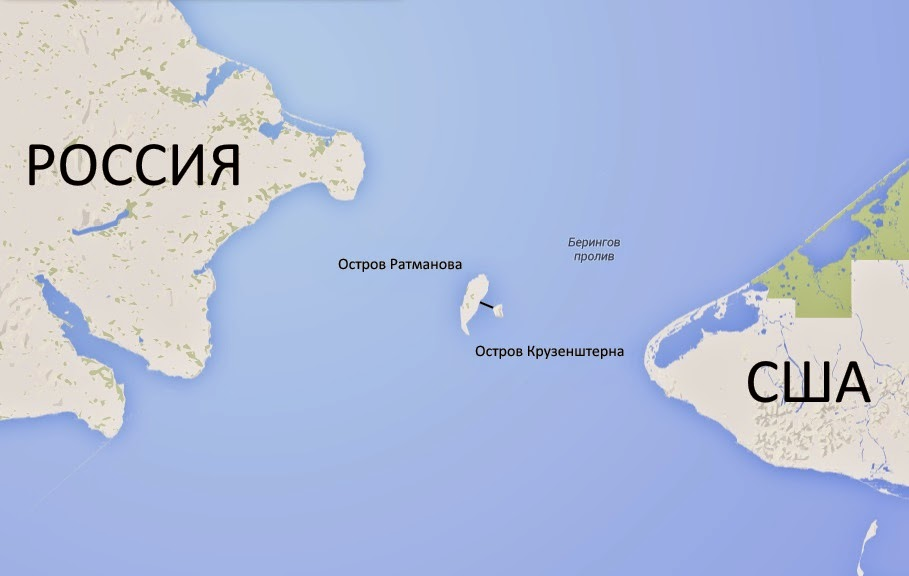 РОССИЯ
Берингов
пролив
Остров Ратманова
Остров Крузенштерна
США